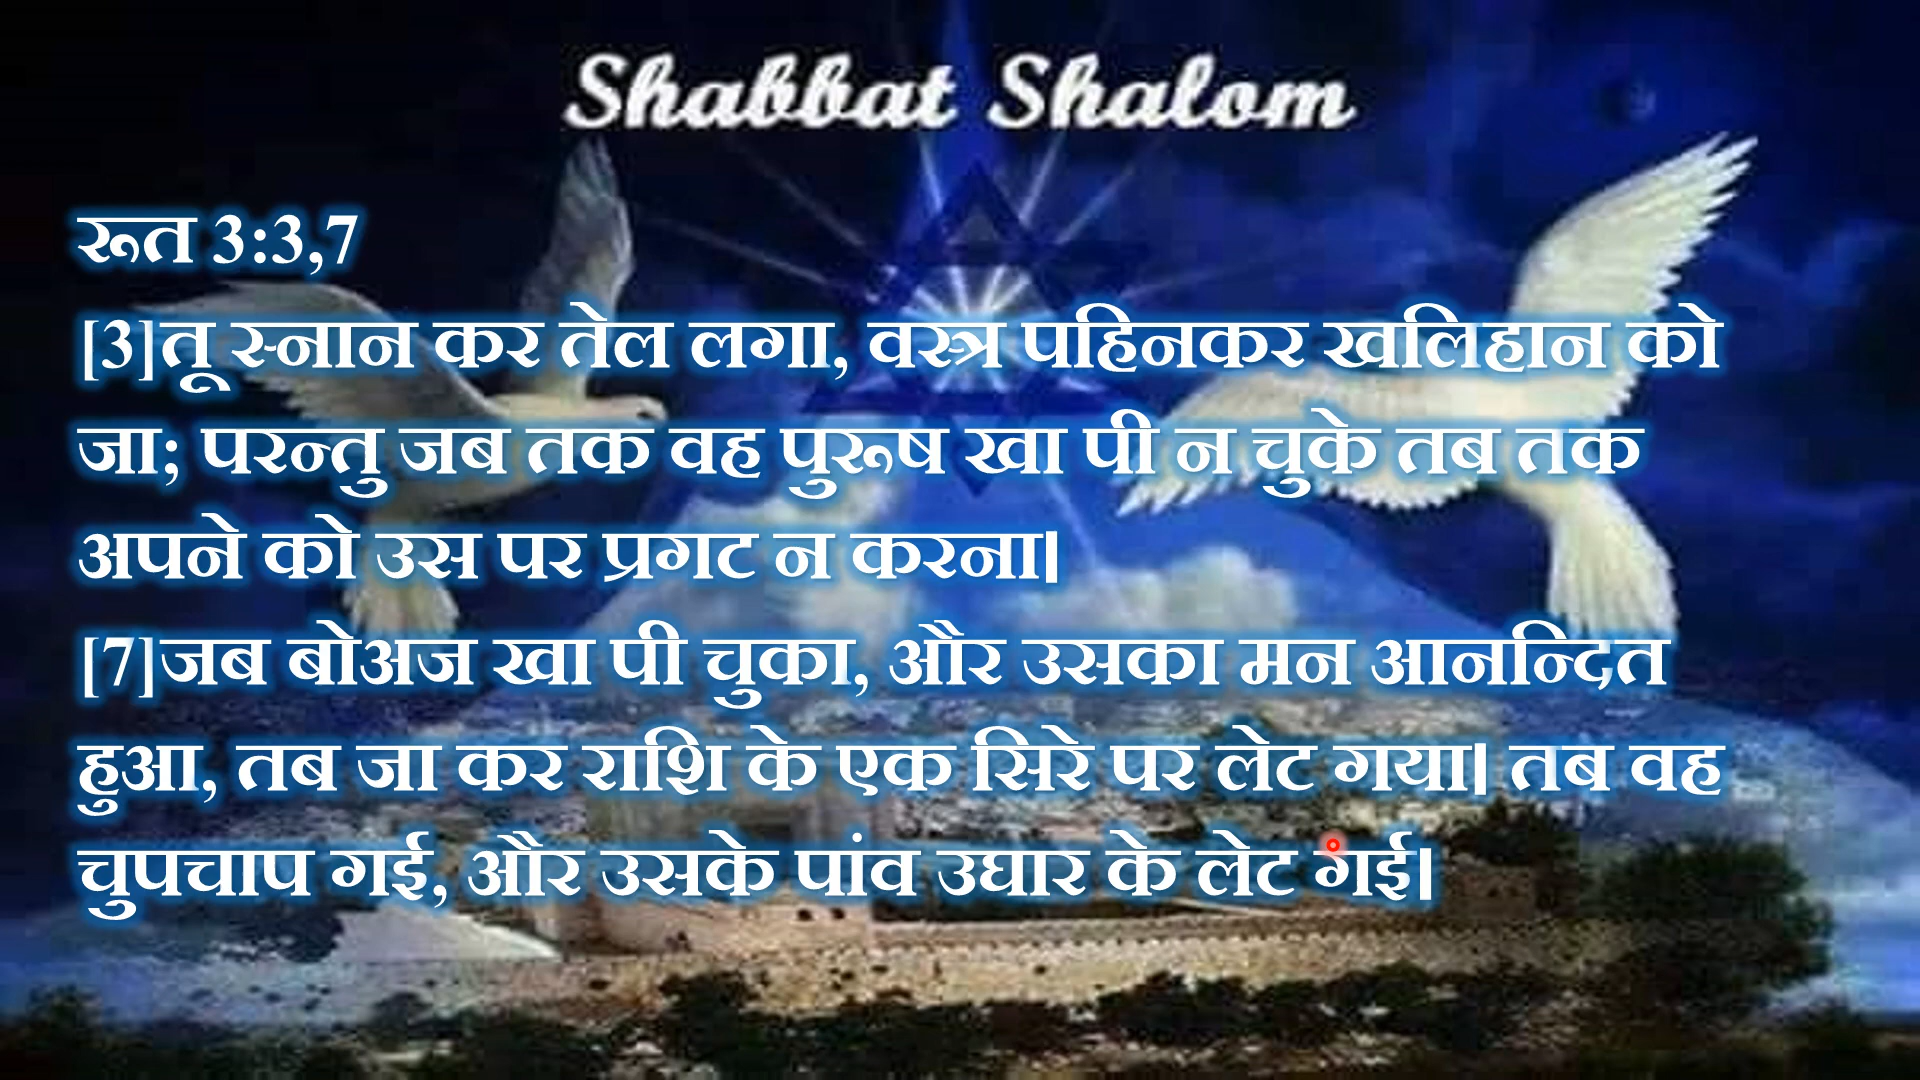 Shabbat Shalom
रूत 3:3,7
[3]तू स्नान कर तेल लगा, वस्त्र पहिनकर खलिहान को
जा; परन्तु जब तक वह पुरूष खा पी न चुके तब तक
अपने को उस पर प्रगट न करना।
[7]जब बोअज खा पी चुका, और उसका मन आनन्दित
हुआ, तब जा कर राशि के एक सिरे पर लेट गया। तब वह
चुपचाप गई, और उसके पांव उघार के लेट गई।